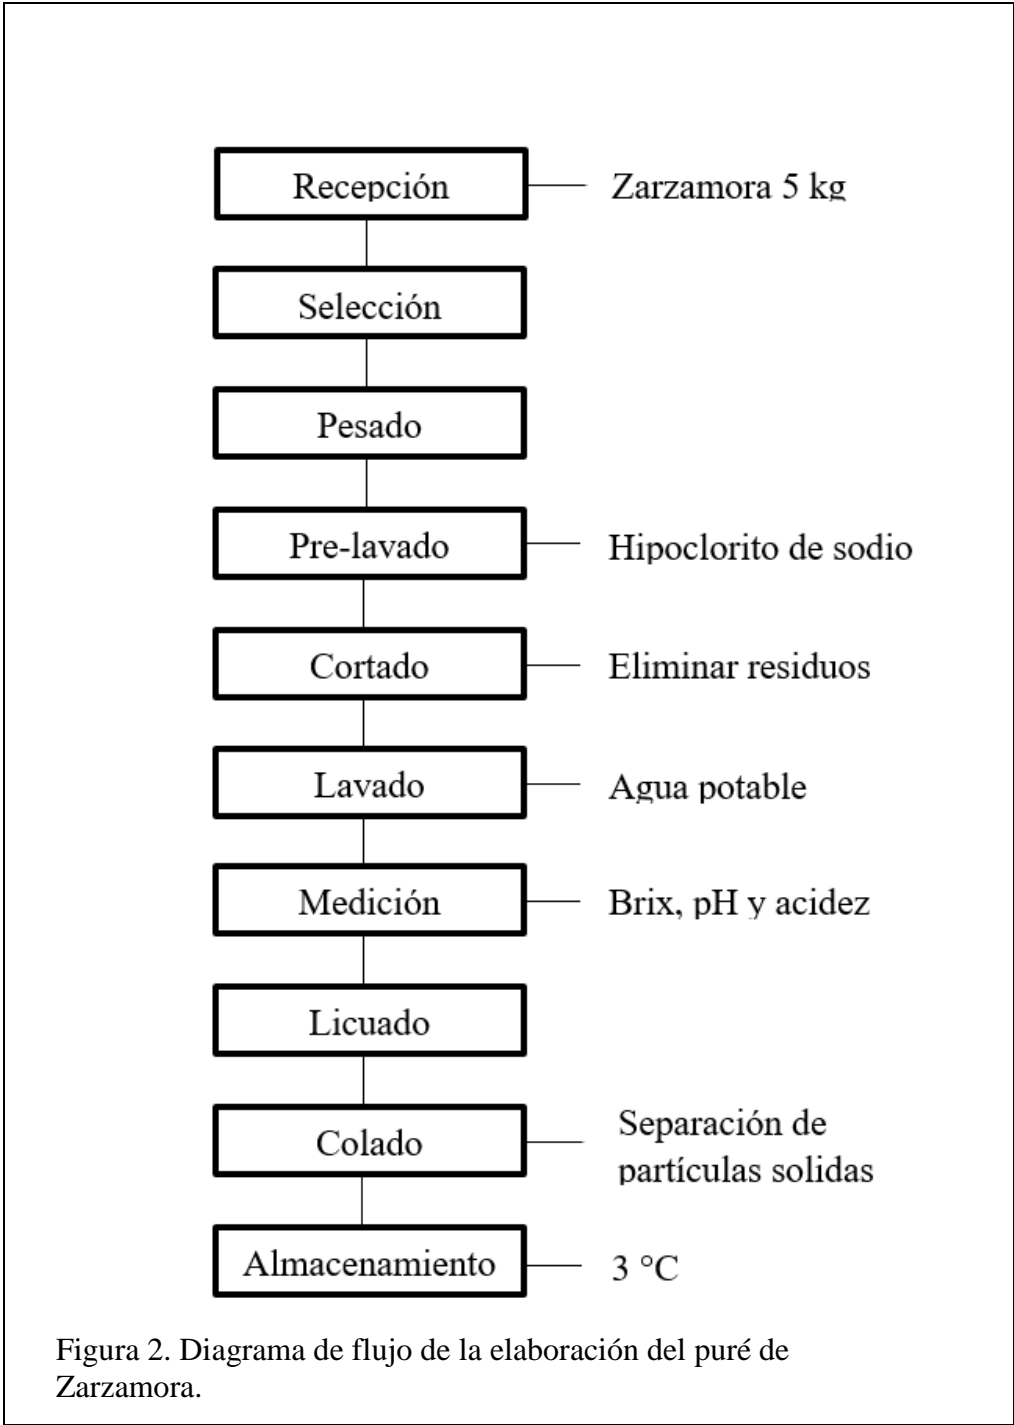 Recepción
Zarzamora 5 kg
Selección
Pesado
Pre-lavado
Hipoclorito de sodio
Cortado
Eliminar residuos
Lavado
Agua potable
Medición
Brix, pH y acidez
Licuado
Colado
Separación de
partículas solidas
Almacenamiento
3 °C
Figura 2. Diagrama de flujo de la elaboración del puré de
Zarzamora.